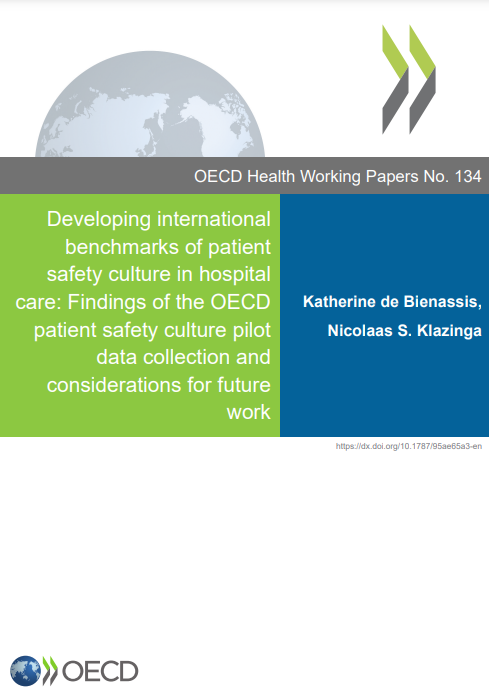 OECD Health Working Papers No. 134
Developing international
benchmarks of patient
safety culture in hospital
care: Findings of the OECD
patient safety culture pilot
data collection and
considerations for future
work
Katherine de Bienassis,
Nicolaas S. Klazinga
https://dx.doi.org/10.1787/95ae65a3-en
OECD